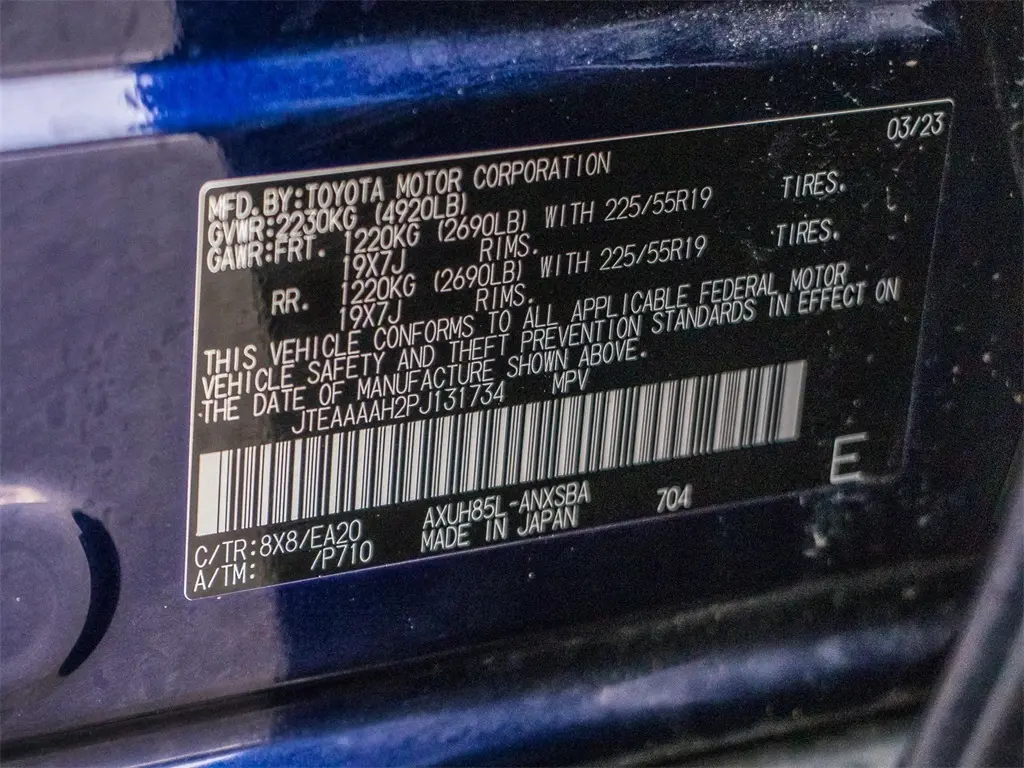 03/23
MFD.BY:TOYOTA MOTOR CORPORATION
GVWR:2230KG (4920LB)
GAWR:FRT. 1220KG (2690LB) WITH 225/55R19 TIRES.
19X7J RIMS.
RR. 1220KG (2690LB) WITH 225/55R19 TIRES.
19X7J RIMS.
THIS VEHICLE CONFORMS TO ALL APPLICABLE FEDERAL MOTOR
VEHICLE SAFETY AND THEFT PREVENTION STANDARDS IN EFFECT ON
THE DATE OF MANUFACTURE SHOWN ABOVE.
JTEAAAAH2PJ131734 MPV
E
C/TR:8X8/EA20 AXUH85L-ANXSBA 704
A/TM: /P710 MADE IN JAPAN